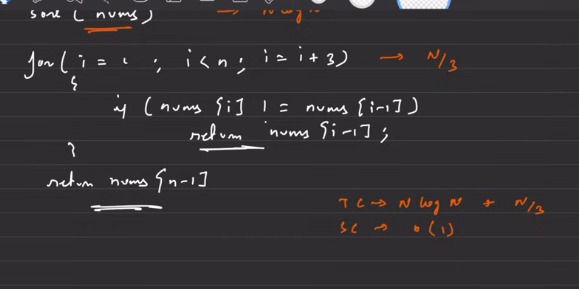 sort ( nums ) → N log N
for ( i = 1 ; i < n ; i = i + 3 ) → N/3
{
if ( nums [i] != nums [i-1] )
return nums [i-1] ;
}
return nums [n-1]
TC → N log N + N/3
SC → O(1)